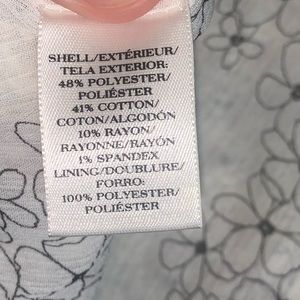 SHELL/EXTÉRIEUR/
TELA EXTERIOR:
48% POLYESTER/
POLIÉSTER
41% COTTON/
COTON/ALGODÓN
10% RAYON/
RAYONNE/RAYÓN
1% SPANDEX
LINING/DOUBLURE/
FORRO:
100% POLYESTER/
POLIÉSTER